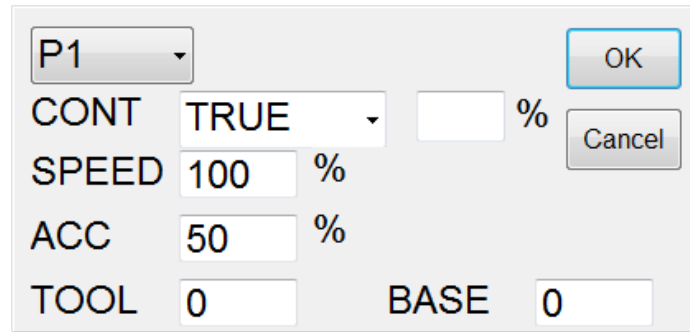 P1
OK
CONT TRUE %
Cancel
SPEED 100 %
ACC 50 %
TOOL 0 BASE 0